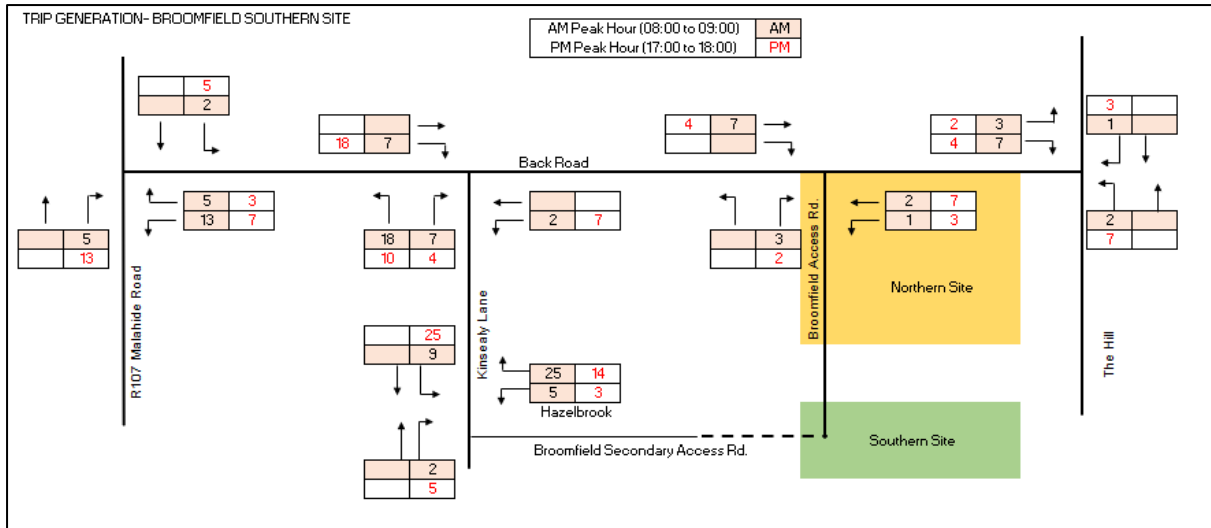 TRIP GENERATION- BROOMFIELD SOUTHERN SITE
AM Peak Hour (08:00 to 09:00) AM
PM Peak Hour (17:00 to 18:00) PM
5
2
18 7
4 7
2 3
4 7
3
1
Back Road
5 3
13 7
5
13
18 7
10 4
2 7
3
2
2 7
1 3
2
7
R107 Malahide Road
Kinsealy Lane
Broomfield Access Rd.
Northern Site
The Hill
25
9
25 14
5 3
Hazelbrook
Broomfield Secondary Access Rd.
Southern Site
2
5